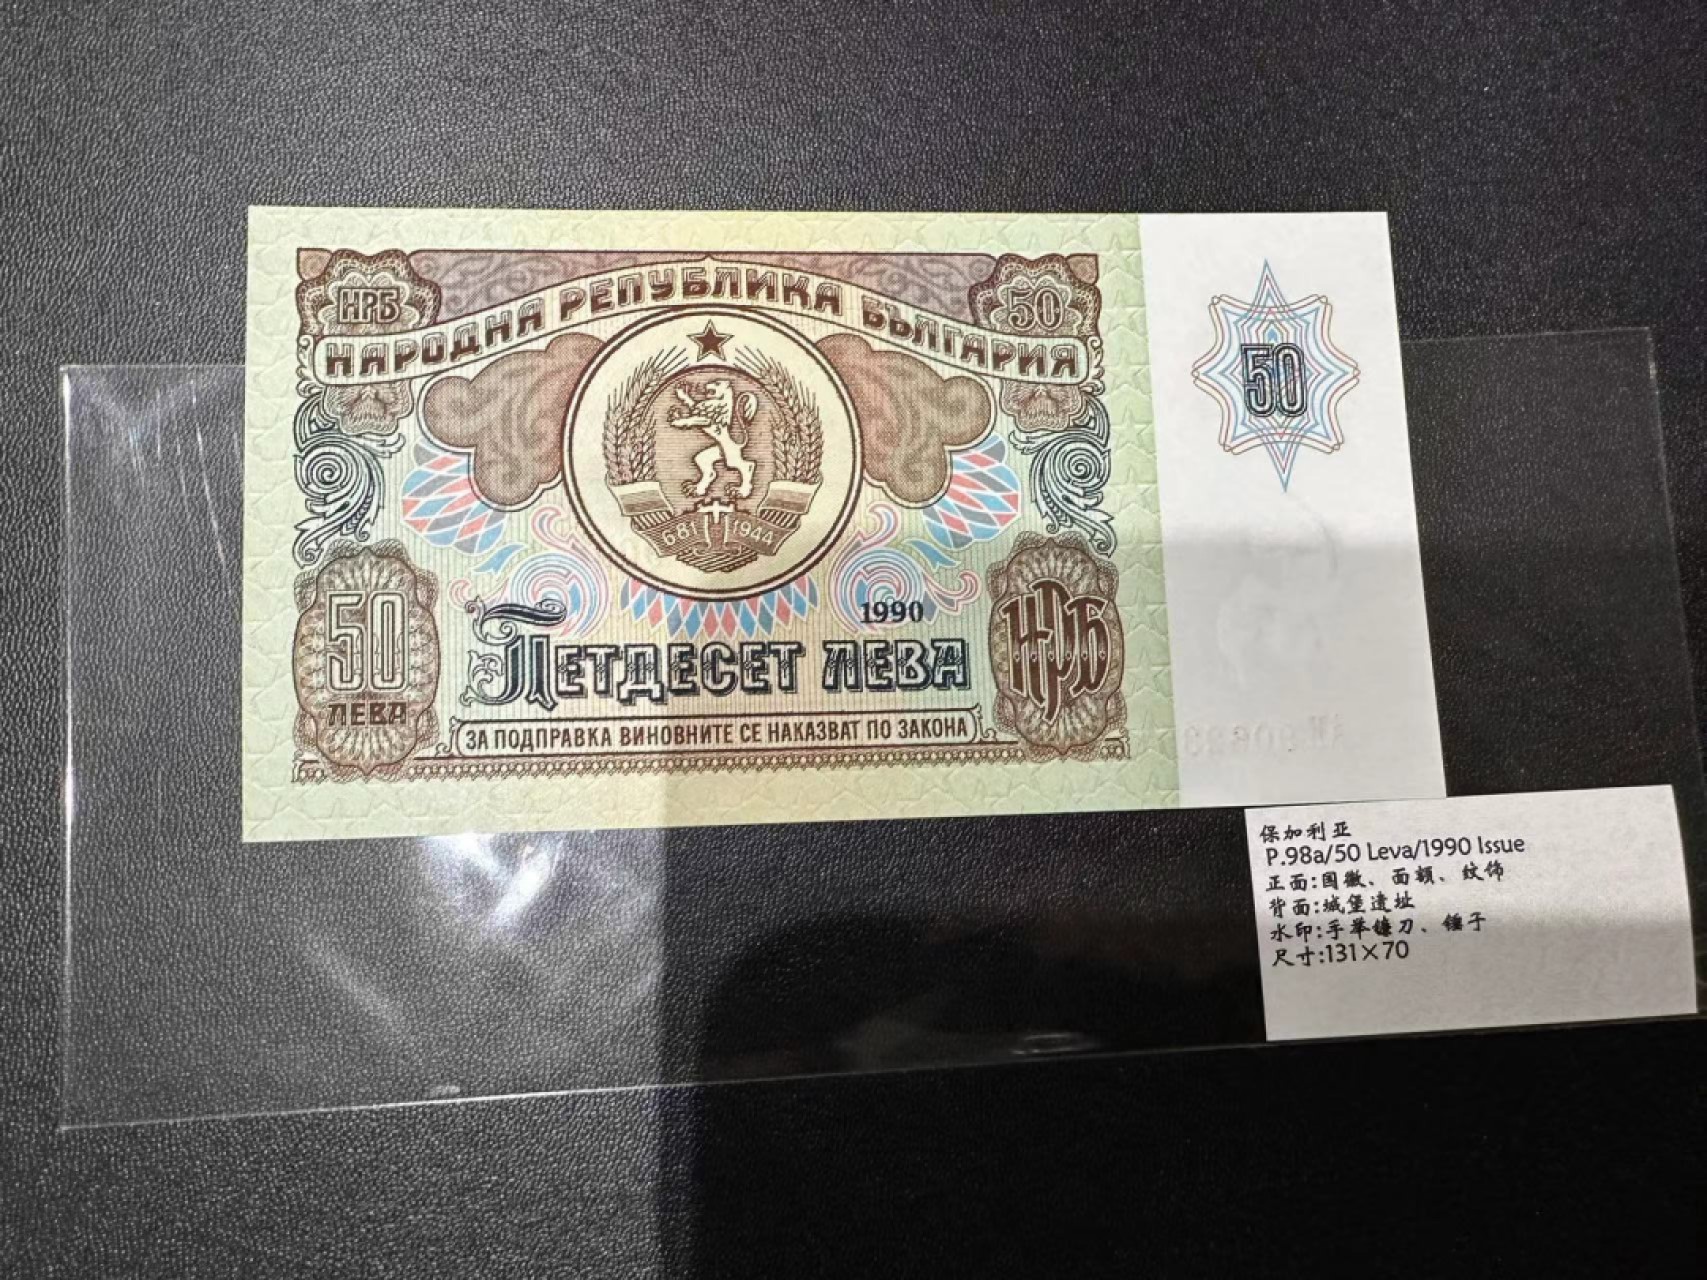 НРБ
50
НАРОДНА РЕПУБЛИКА БЪЛГАРИЯ
50
681 1944
1990
ПЕТДЕСЕТ ЛЕВА
50
ЛЕВА
НРБ
ЗА ПОДПРАВКА ВИНОВНИТЕ СЕ НАКАЗВАТ ПО ЗАКОНА
保加利亚
P.98a/50 Leva/1990 Issue
正面:国徽、面额、纹饰
背面:城堡遗址
水印:手举镰刀、锤子
尺寸:131×70